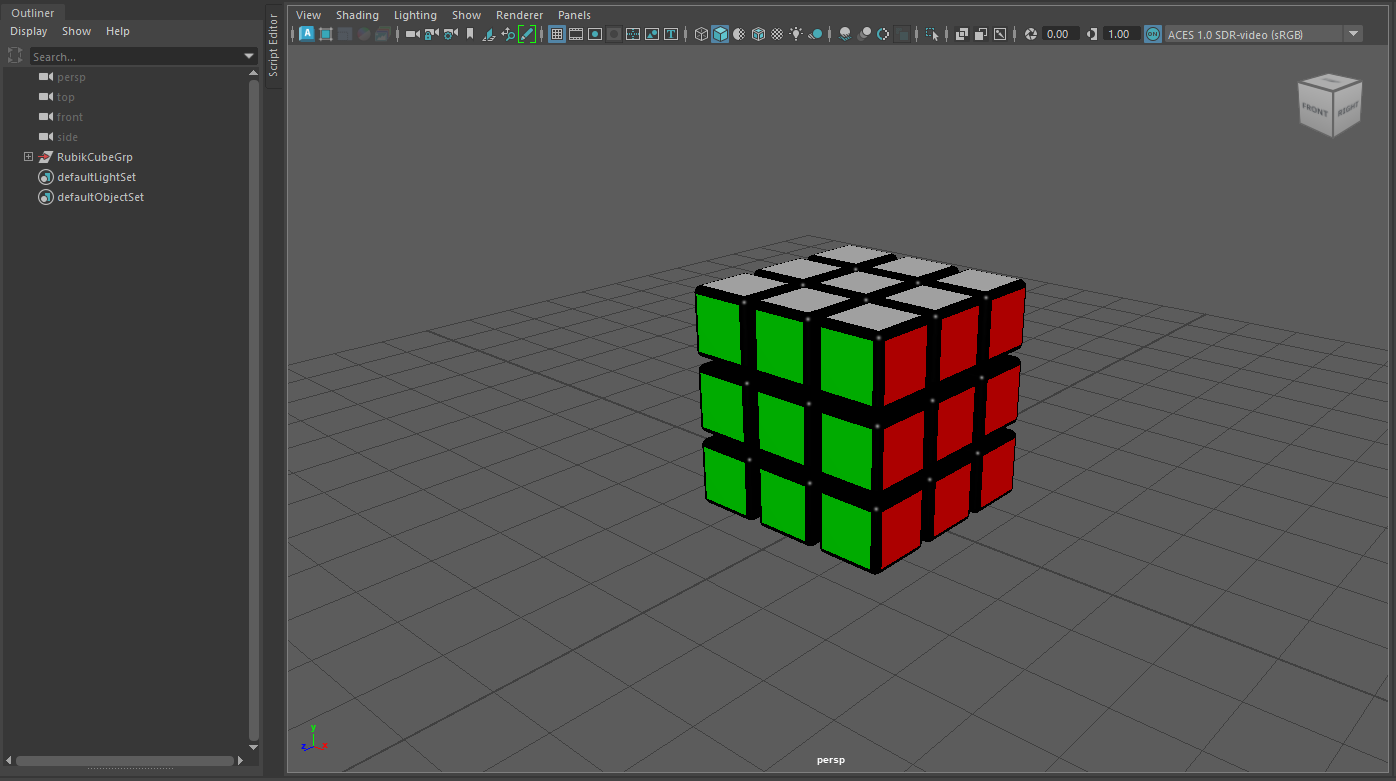 Outliner
Display Show Help
Search...
persp
top
front
side
RubikCubeGrp
defaultLightSet
defaultObjectSet
Script Editor
View Shading Lighting Show Renderer Panels
A T 0.00 1.00 ON ACES 1.0 SDR-video (sRGB)
FRONT RIGHT
y
z x
persp